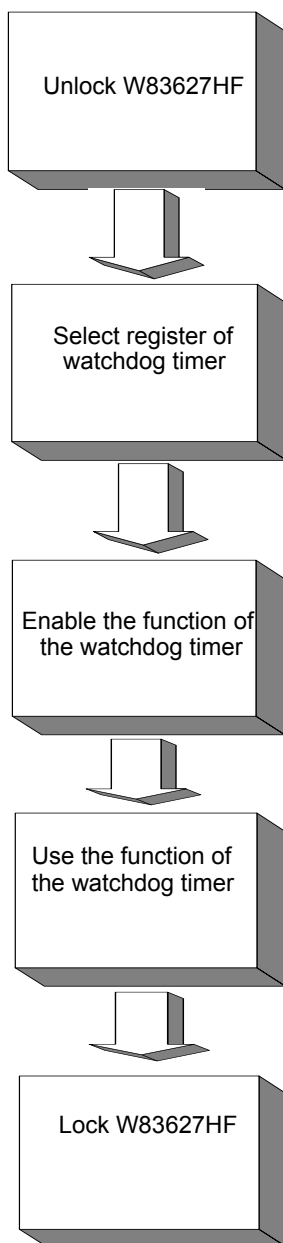 Unlock W83627HF
Select register of
watchdog timer
Enable the function of
the watchdog timer
Use the function of
the watchdog timer
Lock W83627HF